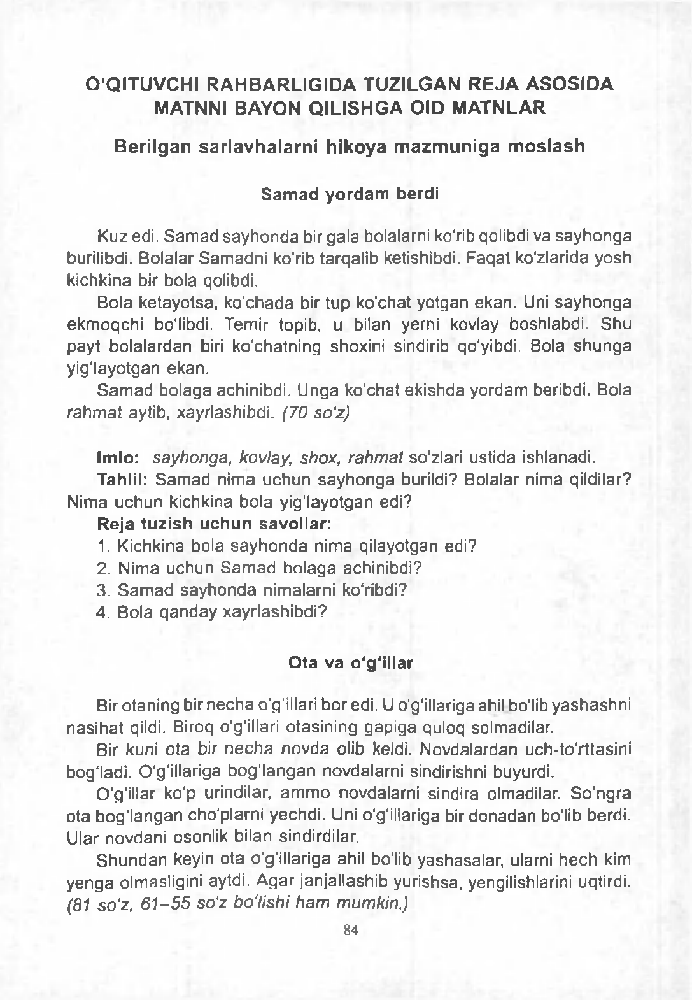 O‘QITUVCHI RAHBARLIGIDA TUZILGAN REJA ASOSIDA
MATNNI BAYON QILISHGA OID MATNLAR
Berilgan sarlavhalarni hikoya mazmuniga moslash
Samad yordam berdi
Kuz edi. Samad sayhonda bir gala bolalarni ko‘rib qolibdi va sayhonga
burilibdi. Bolalar Samadni ko‘rib tarqalib ketishibdi. Faqat ko‘zlarida yosh
kichkina bir bola qolibdi.
Bola ketayotsa, ko‘chada bir tup ko‘chat yotgan ekan. Uni sayhonga
ekmoqchi bo‘libdi. Temir topib, u bilan yerni kovlay boshlabdi. Shu
payt bolalardan biri ko‘chatning shoxini sindirib qo‘yibdi. Bola shunga
yig‘layotgan ekan.
Samad bolaga achinibdi. Unga ko‘chat ekishda yordam beribdi. Bola
rahmat aytib, xayrlashibdi. (70 so‘z)
Imlo: sayhonga, kovlay, shox, rahmat so‘zlari ustida ishlanadi.
Tahlil: Samad nima uchun sayhonga burildi? Bolalar nima qildilar?
Nima uchun kichkina bola yig‘layotgan edi?
Reja tuzish uchun savollar:
1. Kichkina bola sayhonda nima qilayotgan edi?
2. Nima uchun Samad bolaga achinibdi?
3. Samad sayhonda nimalarni ko‘ribdi?
4. Bola qanday xayrlashibdi?
Ota va o‘g‘illar
Bir otaning bir necha o‘g‘illari bor edi. U o‘g‘illariga ahil bo‘lib yashashni
nasihat qildi. Biroq o‘g‘illari otasining gapiga quloq solmadilar.
Bir kuni ota bir necha novda olib keldi. Novdalardan uch-to‘rttasini
bog‘ladi. O‘g‘illariga bog‘langan novdalarni sindirishni buyurdi.
O‘g‘illar ko‘p urindilar, ammo novdalarni sindira olmadilar. So‘ngra
ota bog‘langan cho‘plarni yechdi. Uni o‘g‘illariga bir donadan bo‘lib berdi.
Ular novdani osonlik bilan sindirdilar.
Shundan keyin ota o‘g‘illariga ahil bo‘lib yashasalar, ularni hech kim
yenga olmasligini aytdi. Agar janjallashib yurishsa, yengilishlarini uqtirdi.
(81 so‘z, 61–55 so‘z bo‘lishi ham mumkin.)
84